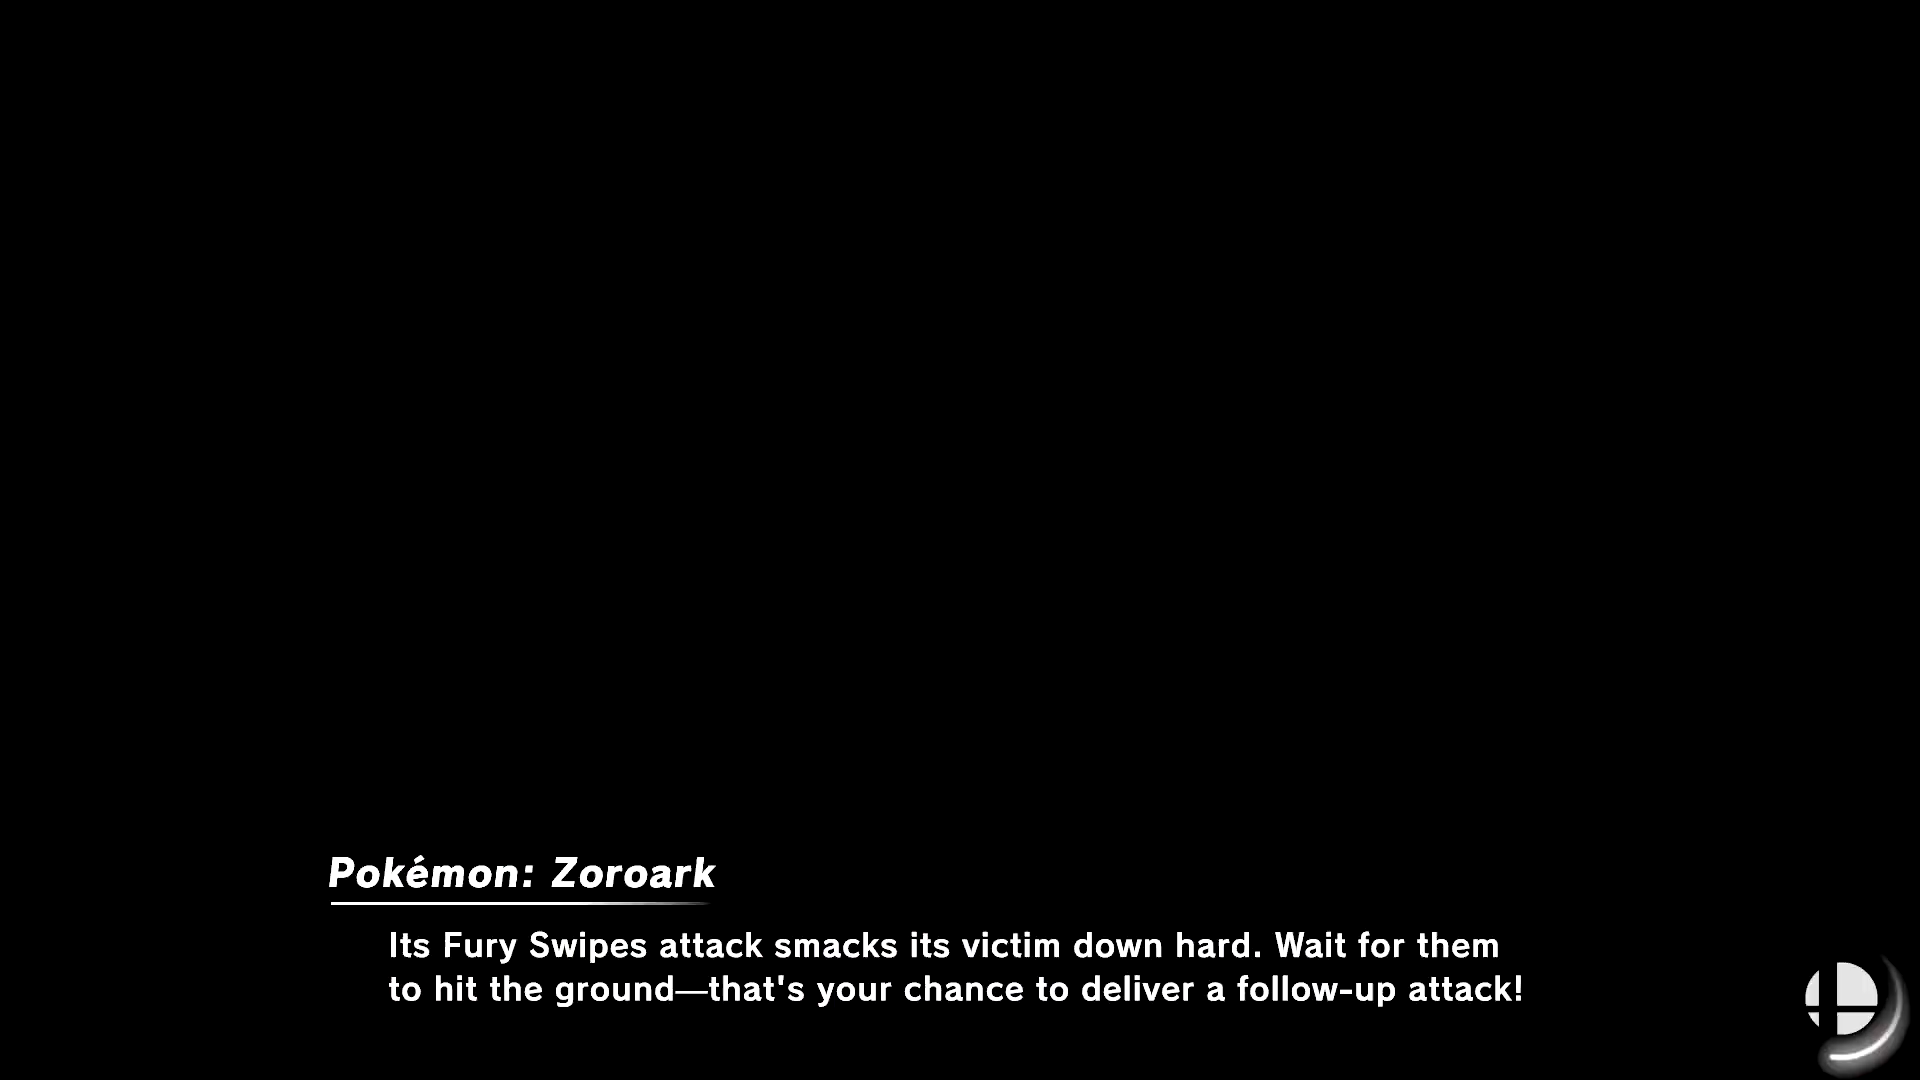 Pokémon: Zoroark
Its Fury Swipes attack smacks its victim down hard. Wait for them
to hit the ground—that's your chance to deliver a follow-up attack!